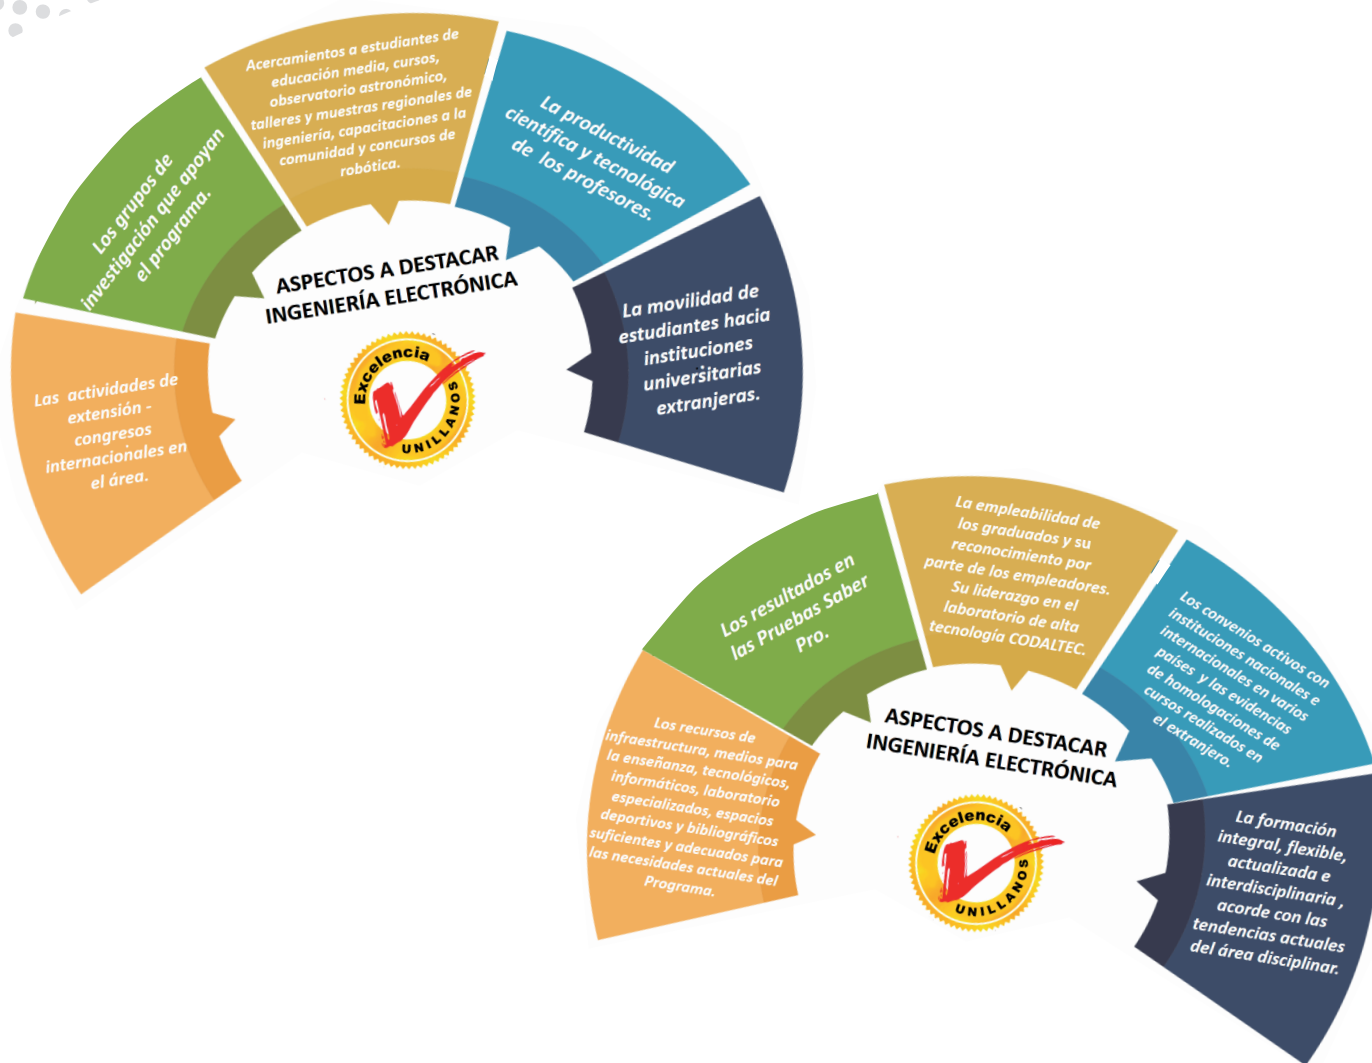 Las actividades de
extensión -
congresos
internacionales en
el área.
Los grupos de
investigación que apoyan
el programa.
Acercamientos a estudiantes de
educación media, cursos,
observatorio astronómico,
talleres y muestras regionales de
ingeniería, capacitaciones a la
comunidad y concursos de
robótica.
La productividad
científica y tecnológica
de los profesores.
La movilidad de
estudiantes hacia
instituciones
universitarias
extranjeras.
ASPECTOS A DESTACAR
INGENIERÍA ELECTRÓNICA
Excelencia
UNILLANOS
Los recursos de
infraestructura, medios para
la enseñanza, tecnológicos,
informáticos, laboratorio
especializados, espacios
deportivos y bibliográficos
suficientes y adecuados para
las necesidades actuales del
Programa.
Los resultados en
las Pruebas Saber
Pro.
La empleabilidad de
los graduados y su
reconocimiento por
parte de los empleadores.
Su liderazgo en el
laboratorio de alta
tecnología CODALTEC.
Los convenios activos con
instituciones nacionales e
internacionales en varios
países y las evidencias
de homologaciones de
cursos realizados en
el extranjero.
La formación
integral, flexible,
actualizada e
interdisciplinaria ,
acorde con las
tendencias actuales
del área disciplinar.
ASPECTOS A DESTACAR
INGENIERÍA ELECTRÓNICA
Excelencia
UNILLANOS